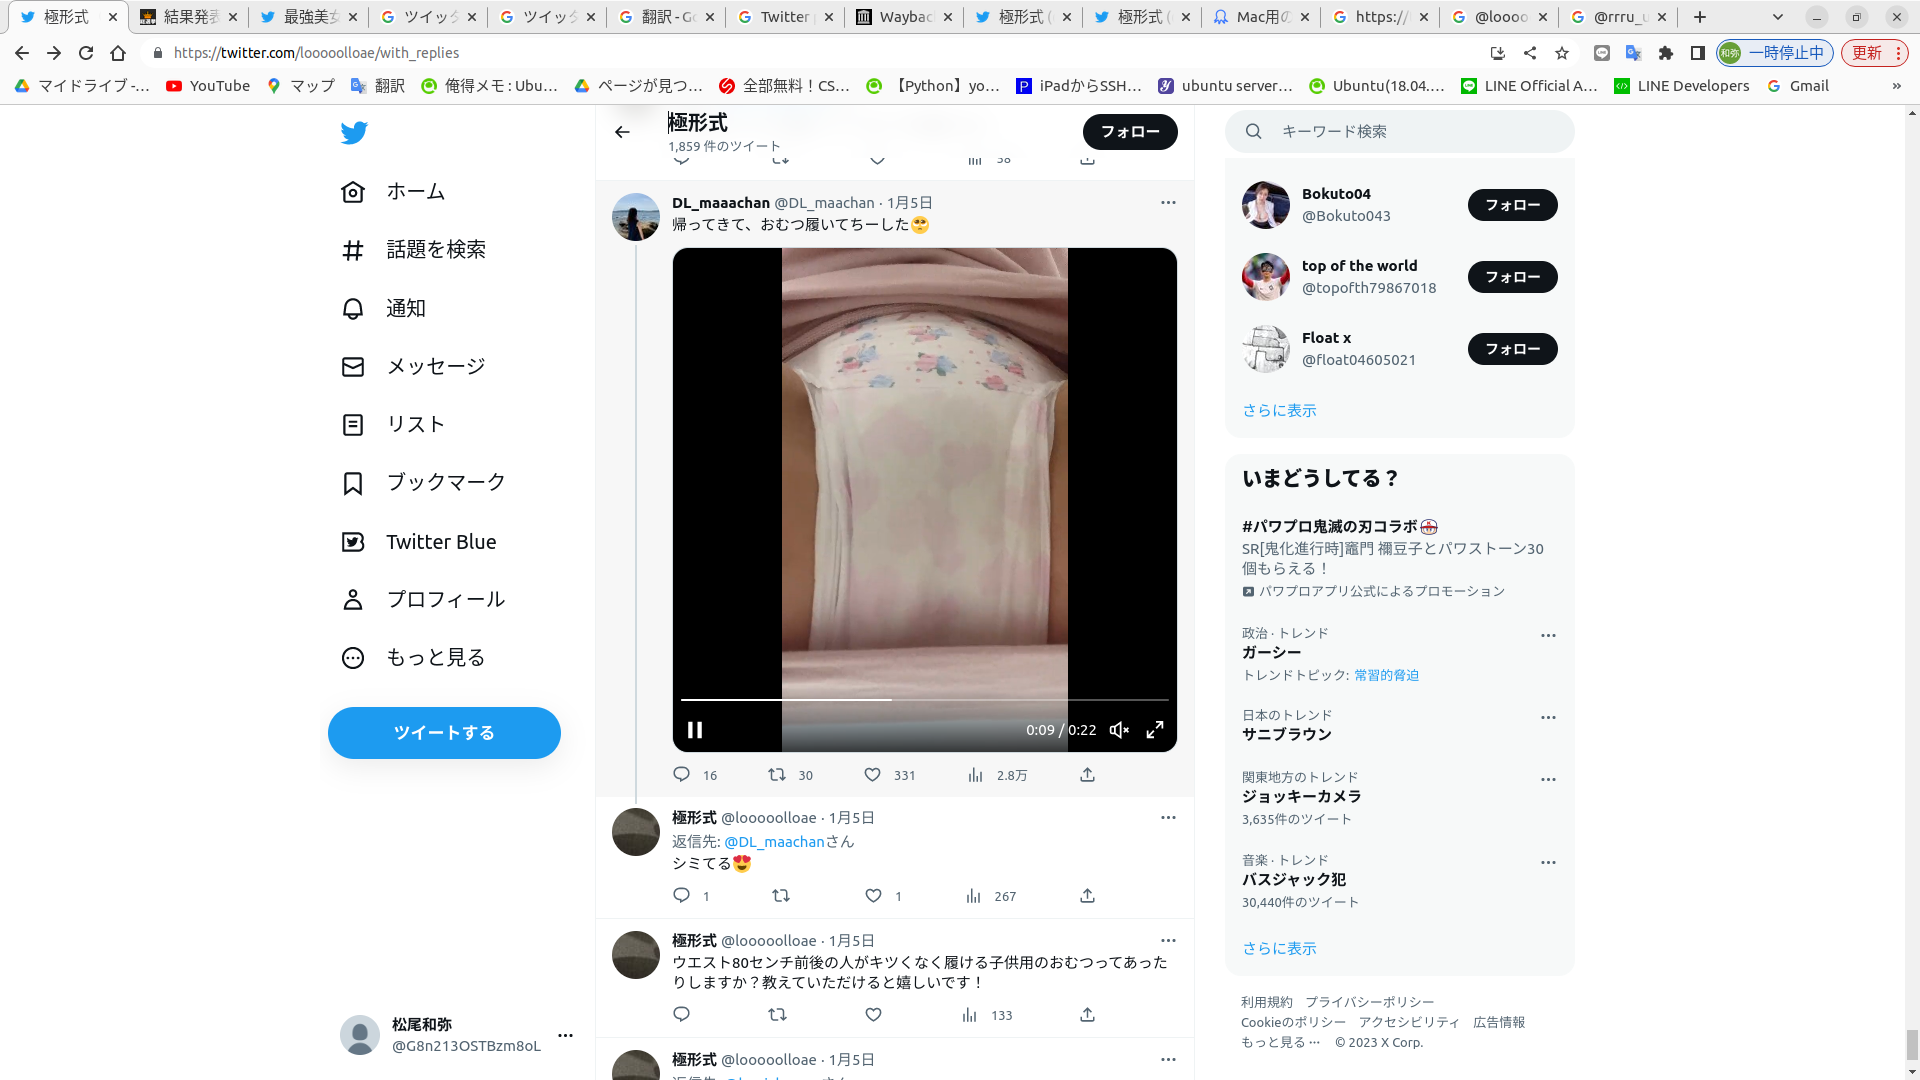 極形式
結果発表
最強美女
ツイッタ
ツイッタ
翻訳 - Go
Twitter
Waybac
極形式 (
極形式 (
Mac用の
https://
@loooo
@rrru_u
https://twitter.com/looooolloae/with_replies
和弥
一時停止中
更新
マイドライブ -...
YouTube
マップ
翻訳
俺得メモ : Ubu...
ページが見つ...
全部無料!CS...
【Python】yo...
iPadからSSH...
ubuntu server...
Ubuntu(18.04....
LINE Official A...
LINE Developers
Gmail
»
ホーム
話題を検索
通知
メッセージ
リスト
ブックマーク
Twitter Blue
プロフィール
もっと見る
ツイートする
松尾和弥
@G8n213OSTBzm8oL
極形式
1,859 件のツイート
フォロー
58
DL_maaachan @DL_maachan · 1月5日
帰ってきて、おむつ履いてちーした🥺
0:09 / 0:22
16
30
331
2.8万
極形式 @looooolloae · 1月5日
返信先: @DL_maachanさん
シミてる😍
1
1
267
極形式 @looooolloae · 1月5日
ウエスト80センチ前後の人がキツくなく履ける子供用のおむつってあった
りしますか?教えていただけると嬉しいです!
133
極形式 @looooolloae · 1月5日
キーワード検索
Bokuto04
@Bokuto043
フォロー
top of the world
@topofth79867018
フォロー
Float x
@float04605021
フォロー
さらに表示
いまどうしてる?
#パワプロ鬼滅の刃コラボ
SR[鬼化進行時]竈門 禰豆子とパワストーン30
個もらえる!
パワプロアプリ公式によるプロモーション
政治 · トレンド
ガーシー
トレンドトピック: 常習的脅迫
日本のトレンド
サニブラウン
関東地方のトレンド
ジョッキーカメラ
3,635件のツイート
音楽 · トレンド
バスジャック犯
30,440件のツイート
さらに表示
利用規約 プライバシーポリシー
Cookieのポリシー アクセシビリティ 広告情報
もっと見る ··· © 2023 X Corp.